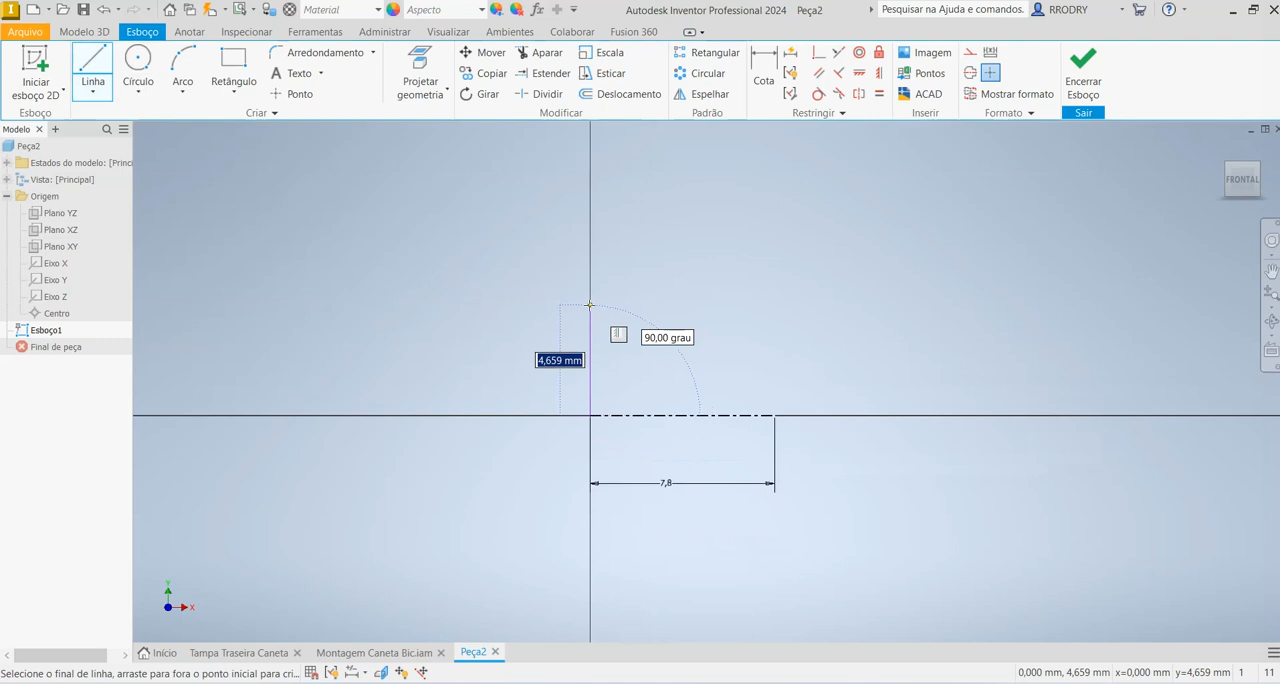 Material Aspecto Autodesk Inventor Professional 2024 Peça2 Pesquisar na Ajuda e comandos. RRODRY
Arquivo Modelo 3D Esboço Anotar Inspecionar Ferramentas Administrar Visualizar Ambientes Colaborar Fusion 360
Iniciar esboço 2D
Linha
Círculo
Arco
Retângulo
Arredondamento
Texto
Ponto
Projetar geometria
Mover Aparar Escala
Copiar Estender Esticar
Girar Dividir Deslocamento
Retangular
Circular
Espelhar
Cota
Imagem
Pontos
ACAD
Mostrar formato
Encerrar Esboço
Esboço Criar Modificar Padrão Restringir Inserir Formato Sair
Modelo
Peça2
Estados do modelo: [Princ
Vista: [Principal]
Origem
Plano YZ
Plano XZ
Plano XY
Eixo X
Eixo Y
Eixo Z
Centro
Esboço1
Final de peça
FRONTAL
90,00 grau
4,659 mm
7,8
Y
X
Início Tampa Traseira Caneta Montagem Caneta Bic.iam Peça2
Selecione o final de linha, arraste para fora o ponto inicial para cri... 0,000 mm, 4,659 mm x=0,000 mm y=4,659 mm 1 11